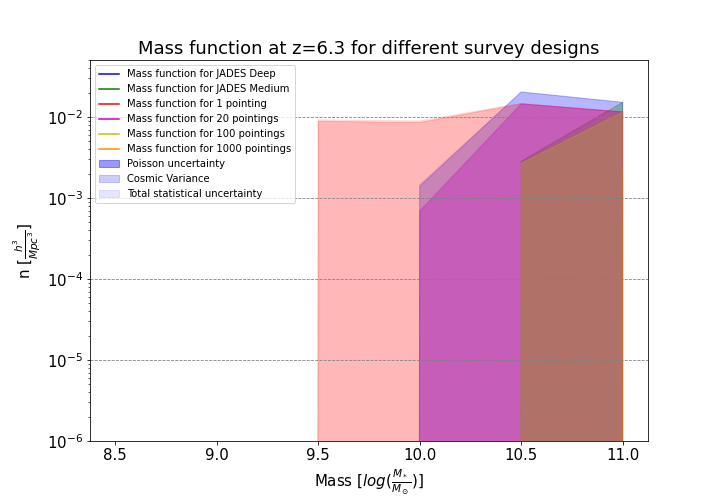 Mass function at z=6.3 for different survey designs
Mass function for JADES Deep
Mass function for JADES Medium
Mass function for 1 pointing
Mass function for 20 pointings
Mass function for 100 pointings
Mass function for 1000 pointings
Poisson uncertainty
Cosmic Variance
Total statistical uncertainty
n [h³/Mpc³]
10⁻²
10⁻³
10⁻⁴
10⁻⁵
10⁻⁶
8.5 9.0 9.5 10.0 10.5 11.0
Mass [log(M⋆/M⊙)]